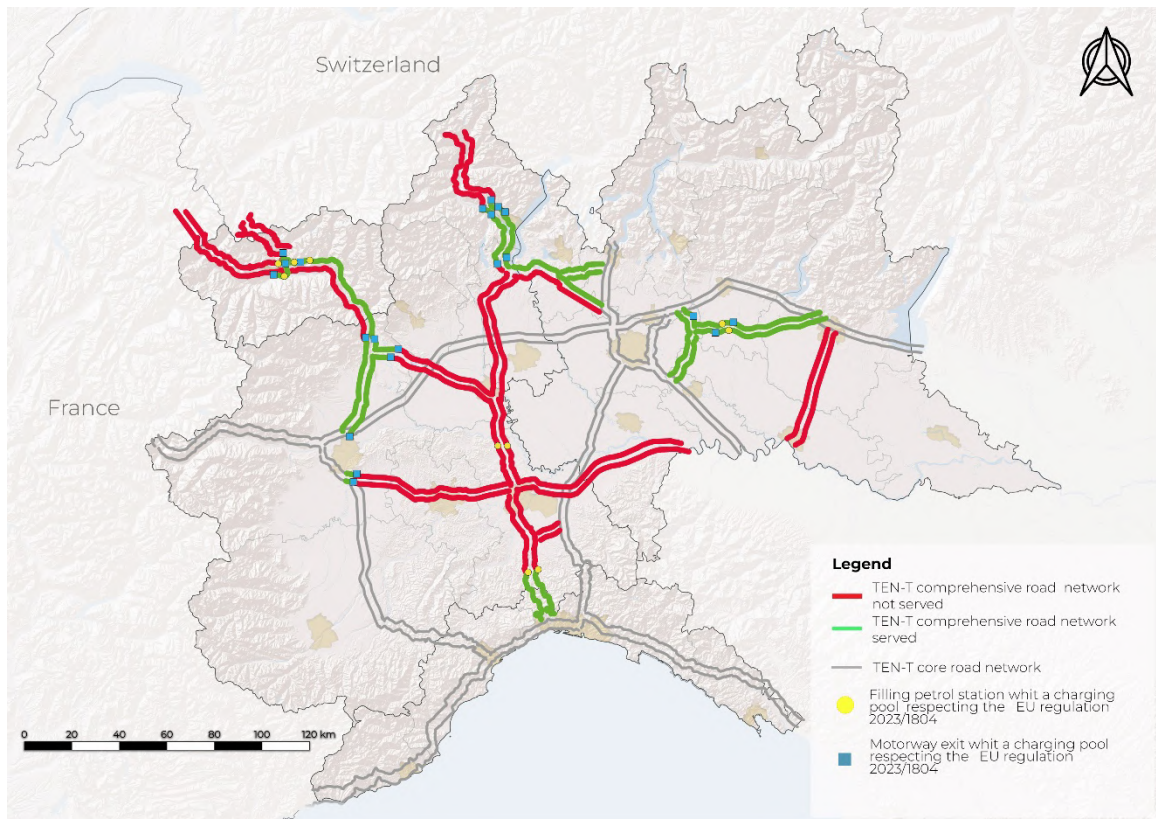 Switzerland
France
Legend
TEN-T comprehensive road network
not served
TEN-T comprehensive road network
served
TEN-T core road network
Filling petrol station whit a charging
pool respecting the EU regulation
2023/1804
Motorway exit whit a charging pool
respecting the EU regulation
2023/1804
0 20 40 60 80 100 120 km